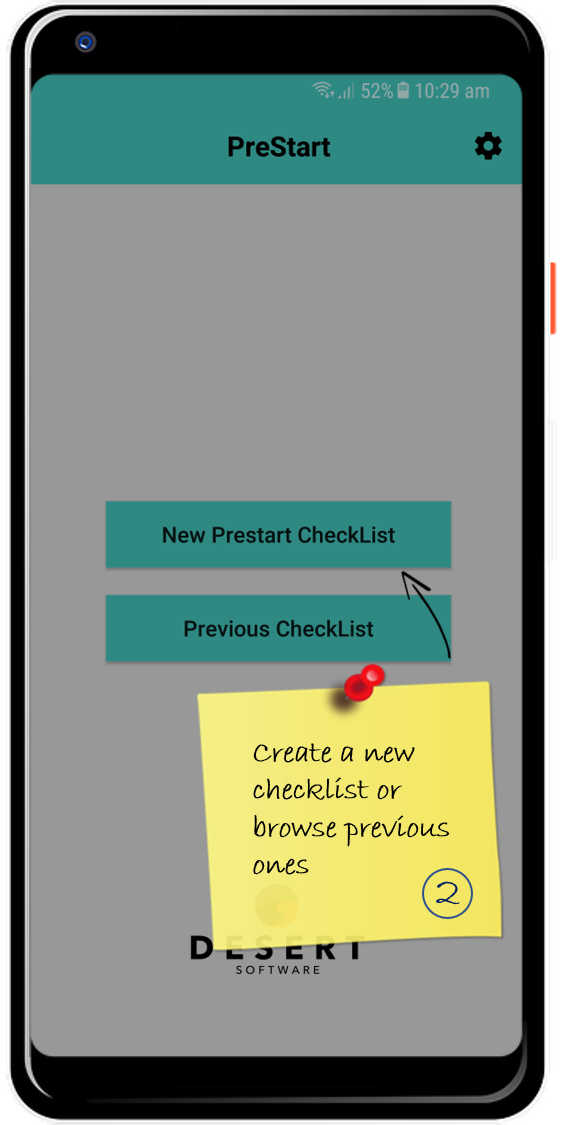 52% 10:29 am
PreStart
New Prestart CheckList
Previous CheckList
Create a new
checklist or
browse previous
ones
2
DESERT
SOFTWARE